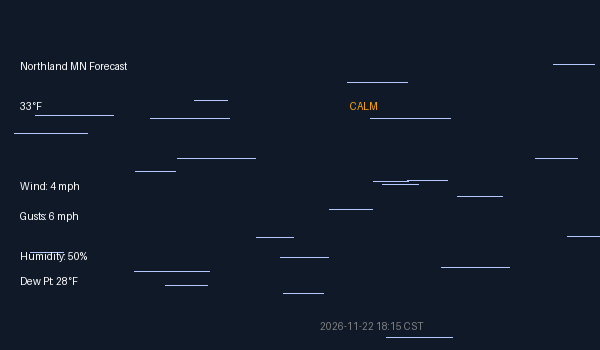 Northland MN Forecast
33°F
CALM
Wind: 4 mph
Gusts: 6 mph
Humidity: 50%
Dew Pt: 28°F
2026-11-22 18:15 CST